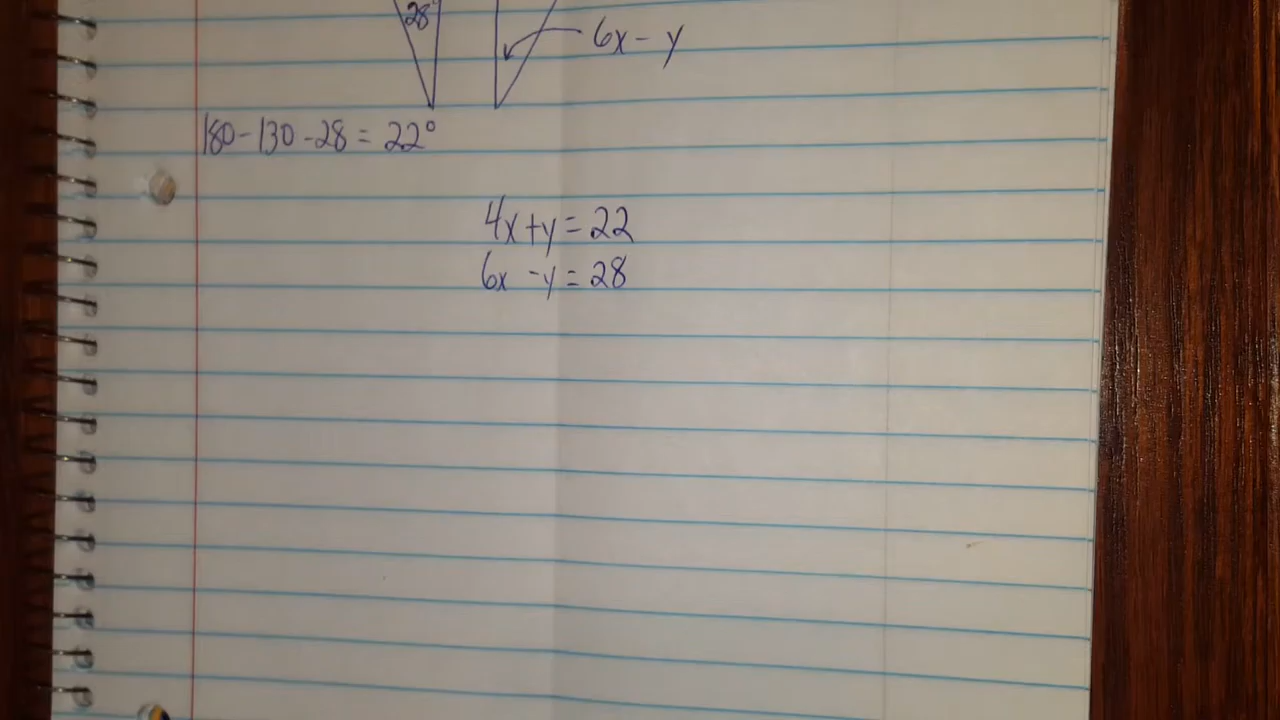 28°
6x - y
180 - 130 - 28 = 22°
4x + y = 22
6x - y = 28